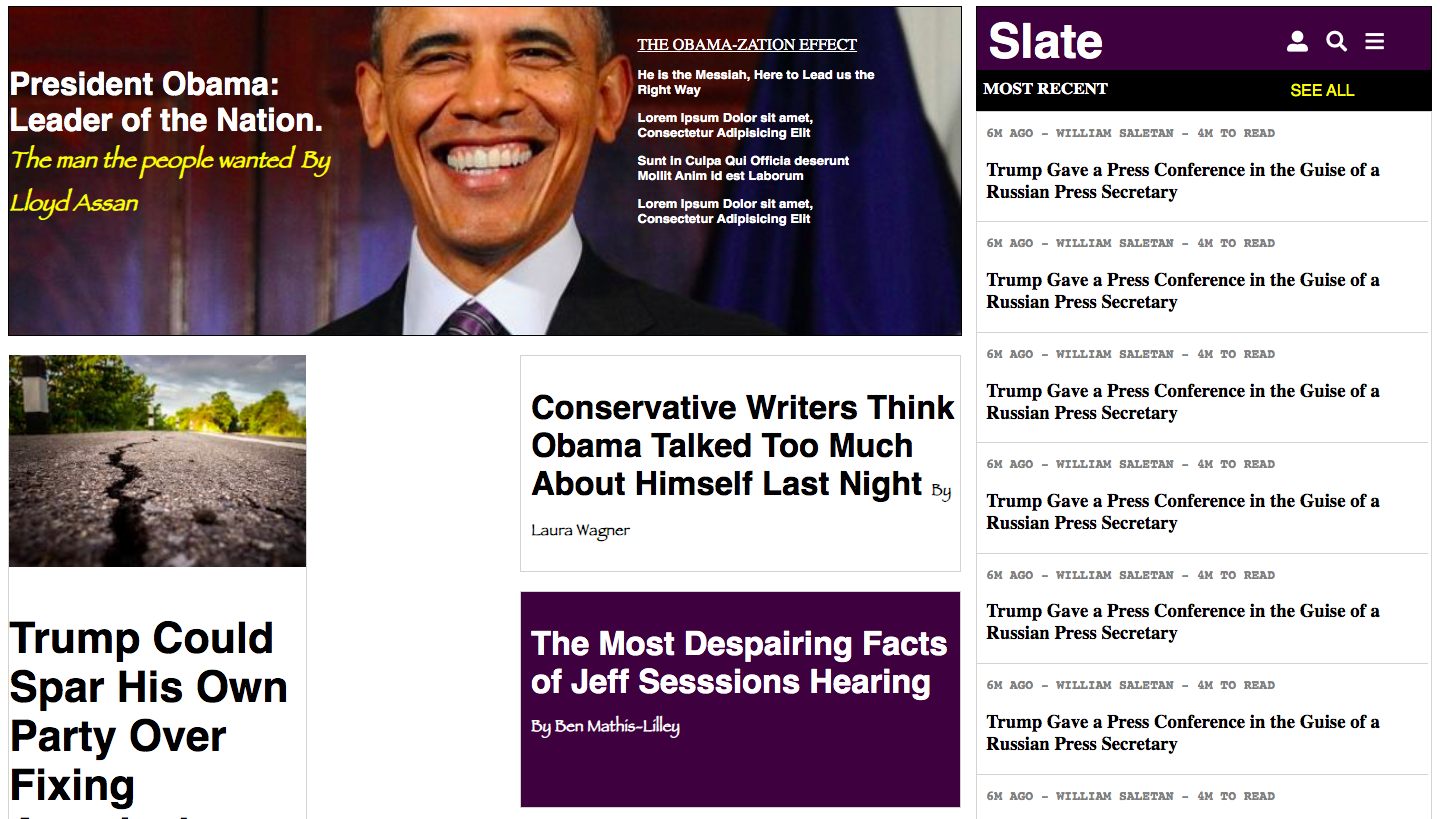 President Obama:
Leader of the Nation.
The man the people wanted By
Lloyd Assan
THE OBAMA-ZATION EFFECT
He is the Messiah, Here to Lead us the
Right Way
Lorem Ipsum Dolor sit amet,
Consectetur Adipisicing Elit
Sunt in Culpa Qui Officia deserunt
Mollit Anim id est Laborum
Lorem Ipsum Dolor sit amet,
Consectetur Adipisicing Elit
Trump Could
Spar His Own
Party Over
Fixing
Conservative Writers Think
Obama Talked Too Much
About Himself Last Night By
Laura Wagner
The Most Despairing Facts
of Jeff Sesssions Hearing
By Ben Mathis-Lilley
Slate
MOST RECENT SEE ALL
6M AGO - WILLIAM SALETAN - 4M TO READ
Trump Gave a Press Conference in the Guise of a
Russian Press Secretary
6M AGO - WILLIAM SALETAN - 4M TO READ
Trump Gave a Press Conference in the Guise of a
Russian Press Secretary
6M AGO - WILLIAM SALETAN - 4M TO READ
Trump Gave a Press Conference in the Guise of a
Russian Press Secretary
6M AGO - WILLIAM SALETAN - 4M TO READ
Trump Gave a Press Conference in the Guise of a
Russian Press Secretary
6M AGO - WILLIAM SALETAN - 4M TO READ
Trump Gave a Press Conference in the Guise of a
Russian Press Secretary
6M AGO - WILLIAM SALETAN - 4M TO READ
Trump Gave a Press Conference in the Guise of a
Russian Press Secretary
6M AGO - WILLIAM SALETAN - 4M TO READ